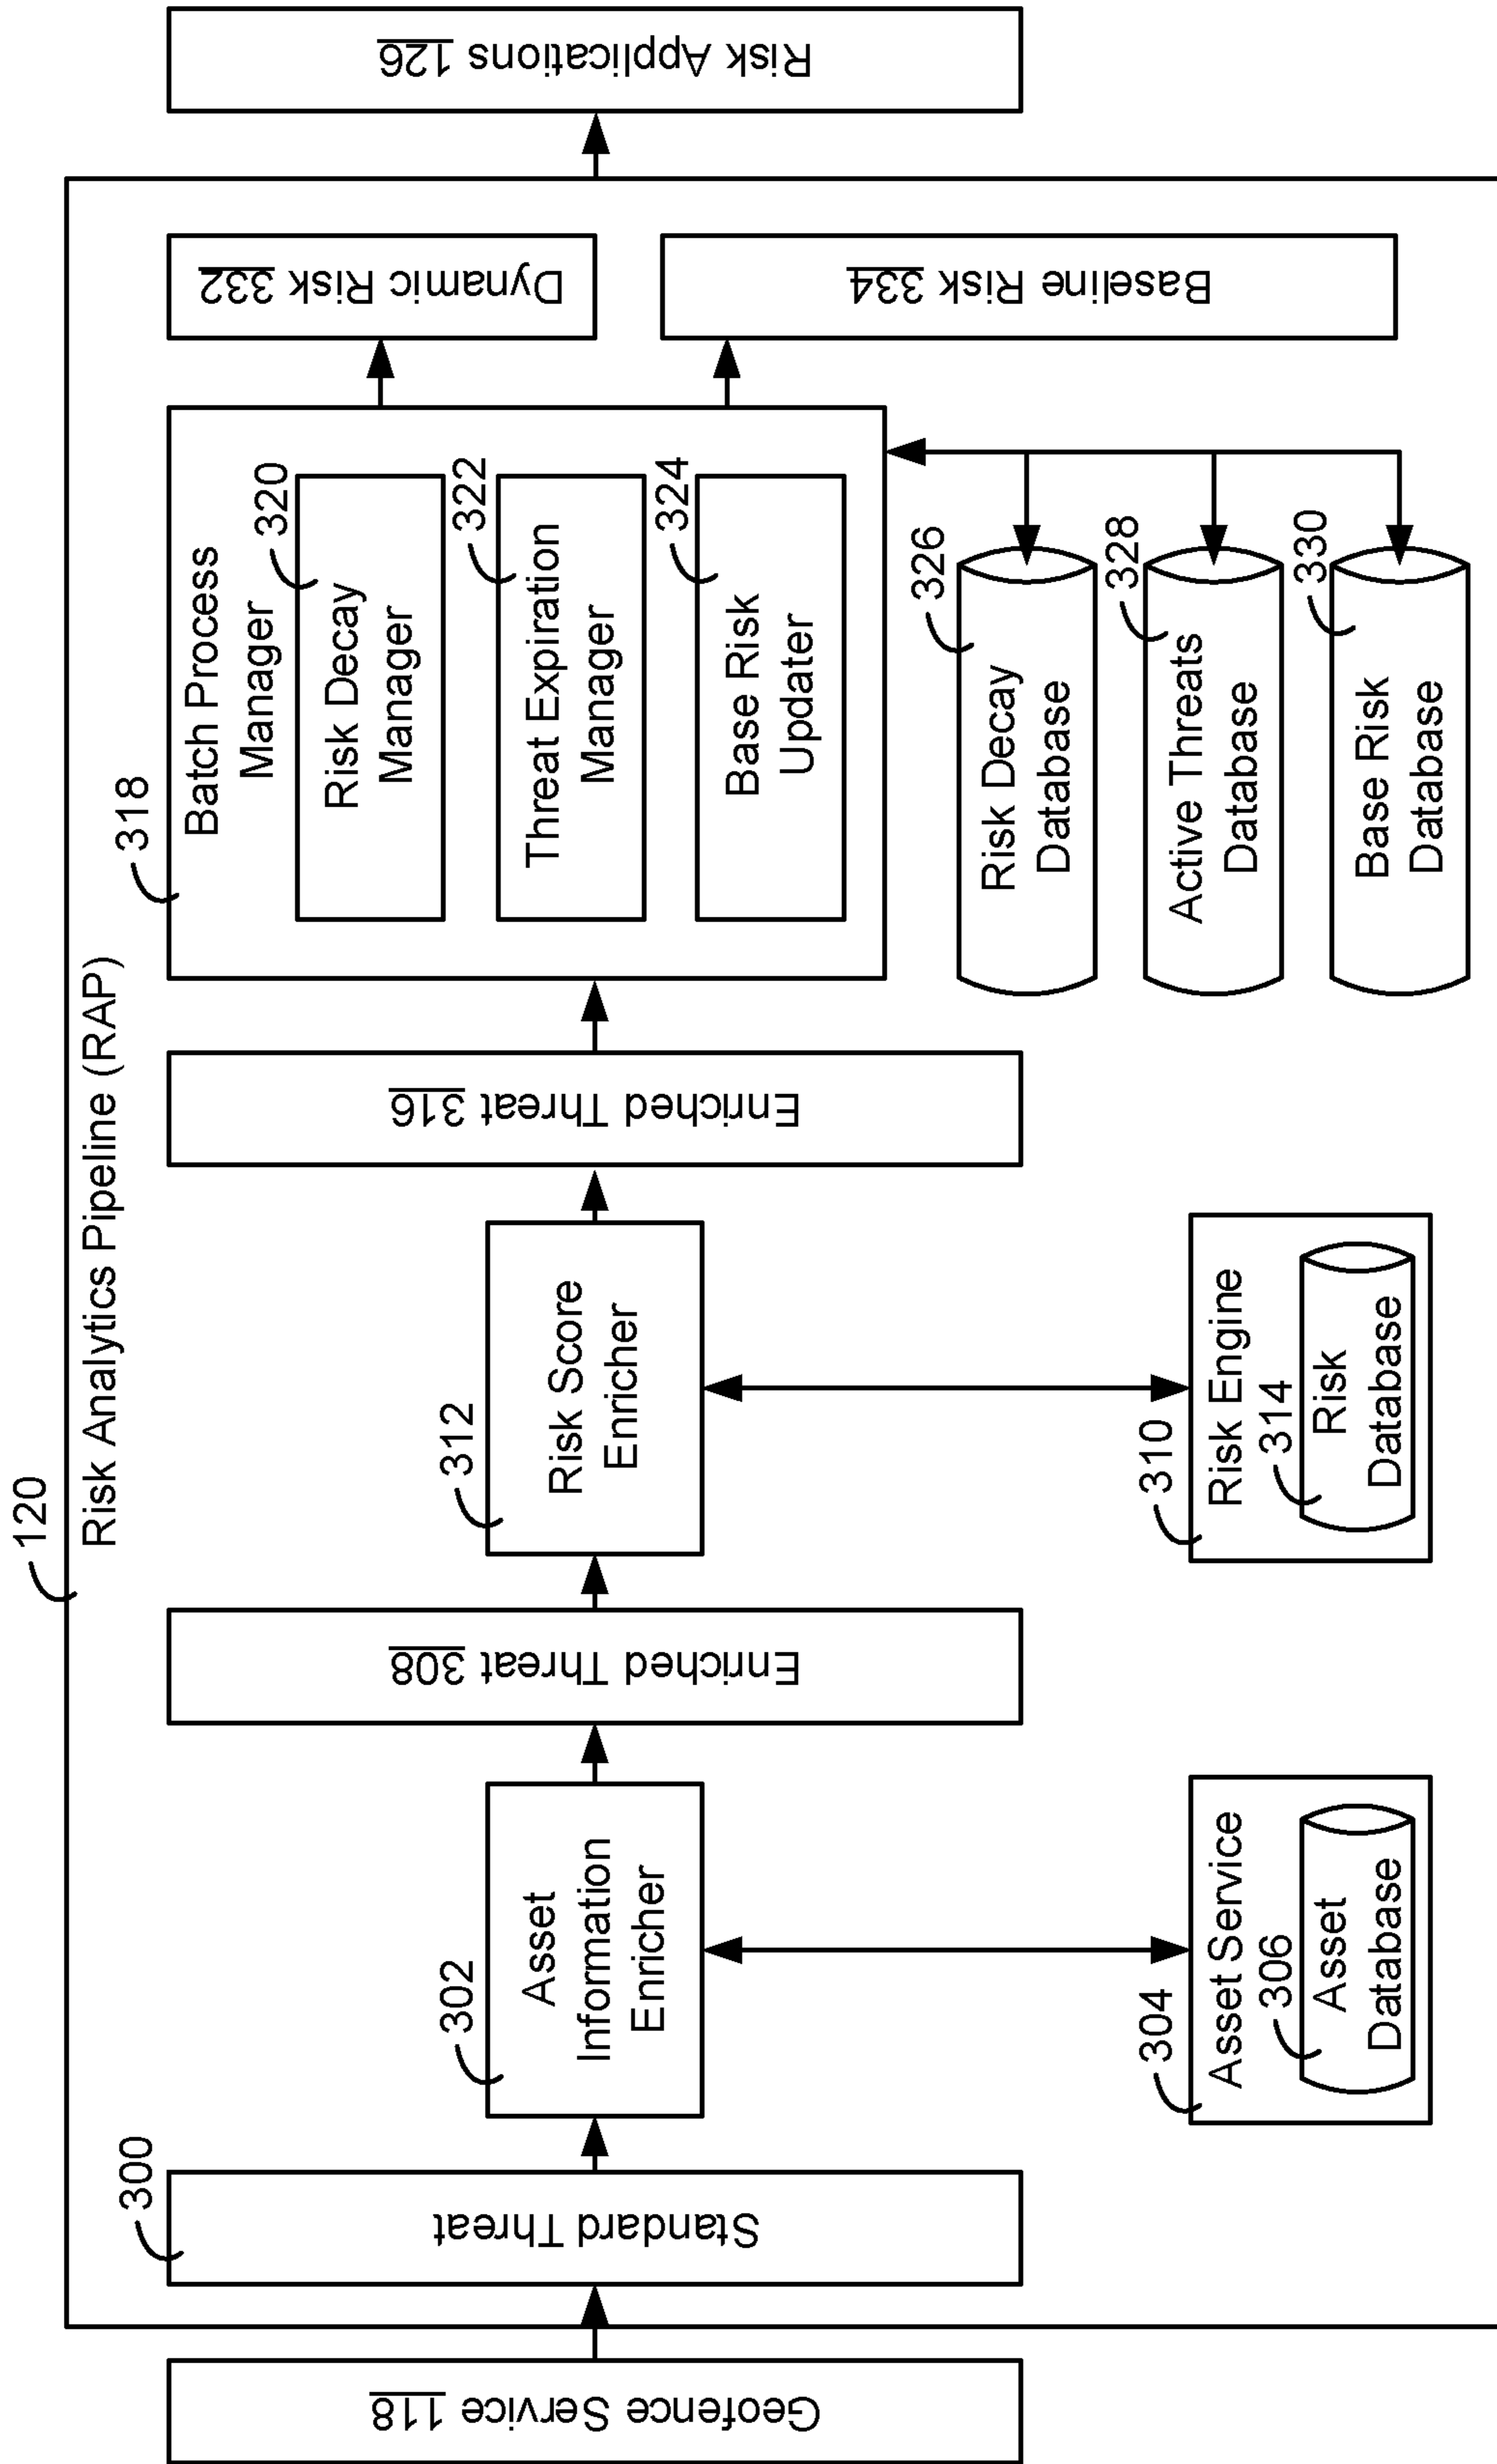 120
Risk Analytics Pipeline (RAP)
Geofence Service 118
300
Standard Threat
302
Asset
Information
Enricher
304
Asset Service
306
Asset
Database
Enriched Threat 308
312
Risk Score
Enricher
310
Risk Engine
314
Risk
Database
Enriched Threat 316
318
Batch Process
Manager
320
Risk Decay
Manager
322
Threat Expiration
Manager
324
Base Risk
Updater
326
Risk Decay
Database
328
Active Threats
Database
330
Base Risk
Database
Dynamic Risk 332
Baseline Risk 334
Risk Applications 126